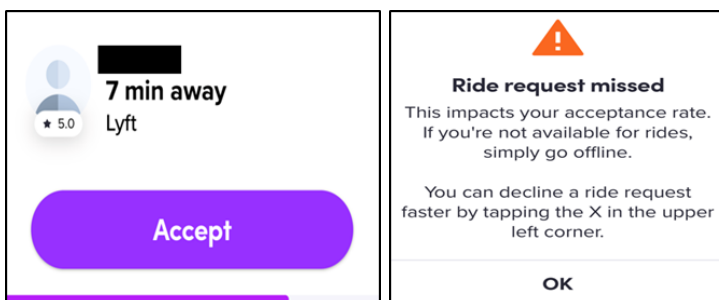 7 min away
★ 5.0
Lyft
Accept
Ride request missed
This impacts your acceptance rate.
If you're not available for rides,
simply go offline.
You can decline a ride request
faster by tapping the X in the upper
left corner.
OK